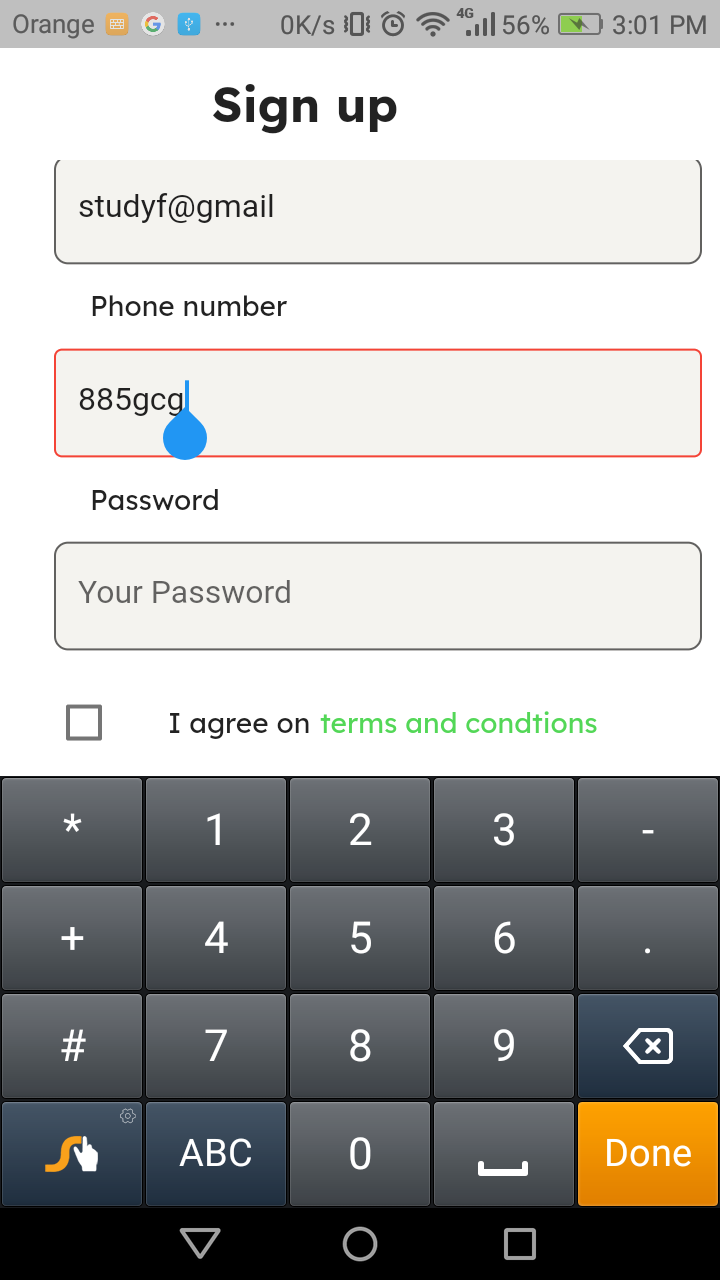 Orange ... 0K/s 4G 56% 3:01 PM
Sign up
studyf@gmail
Phone number
885gcg
Password
Your Password
I agree on terms and condtions
* 1 2 3 -
+ 4 5 6 .
# 7 8 9
ABC 0 Done